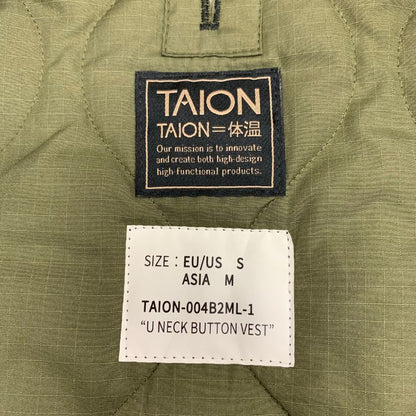 TAION
TAION=体温
Our mission is to innovate
and create both high-design
high-functional products.
SIZE : EU/US S
ASIA M
TAION-004B2ML-1
“U NECK BUTTON VEST”